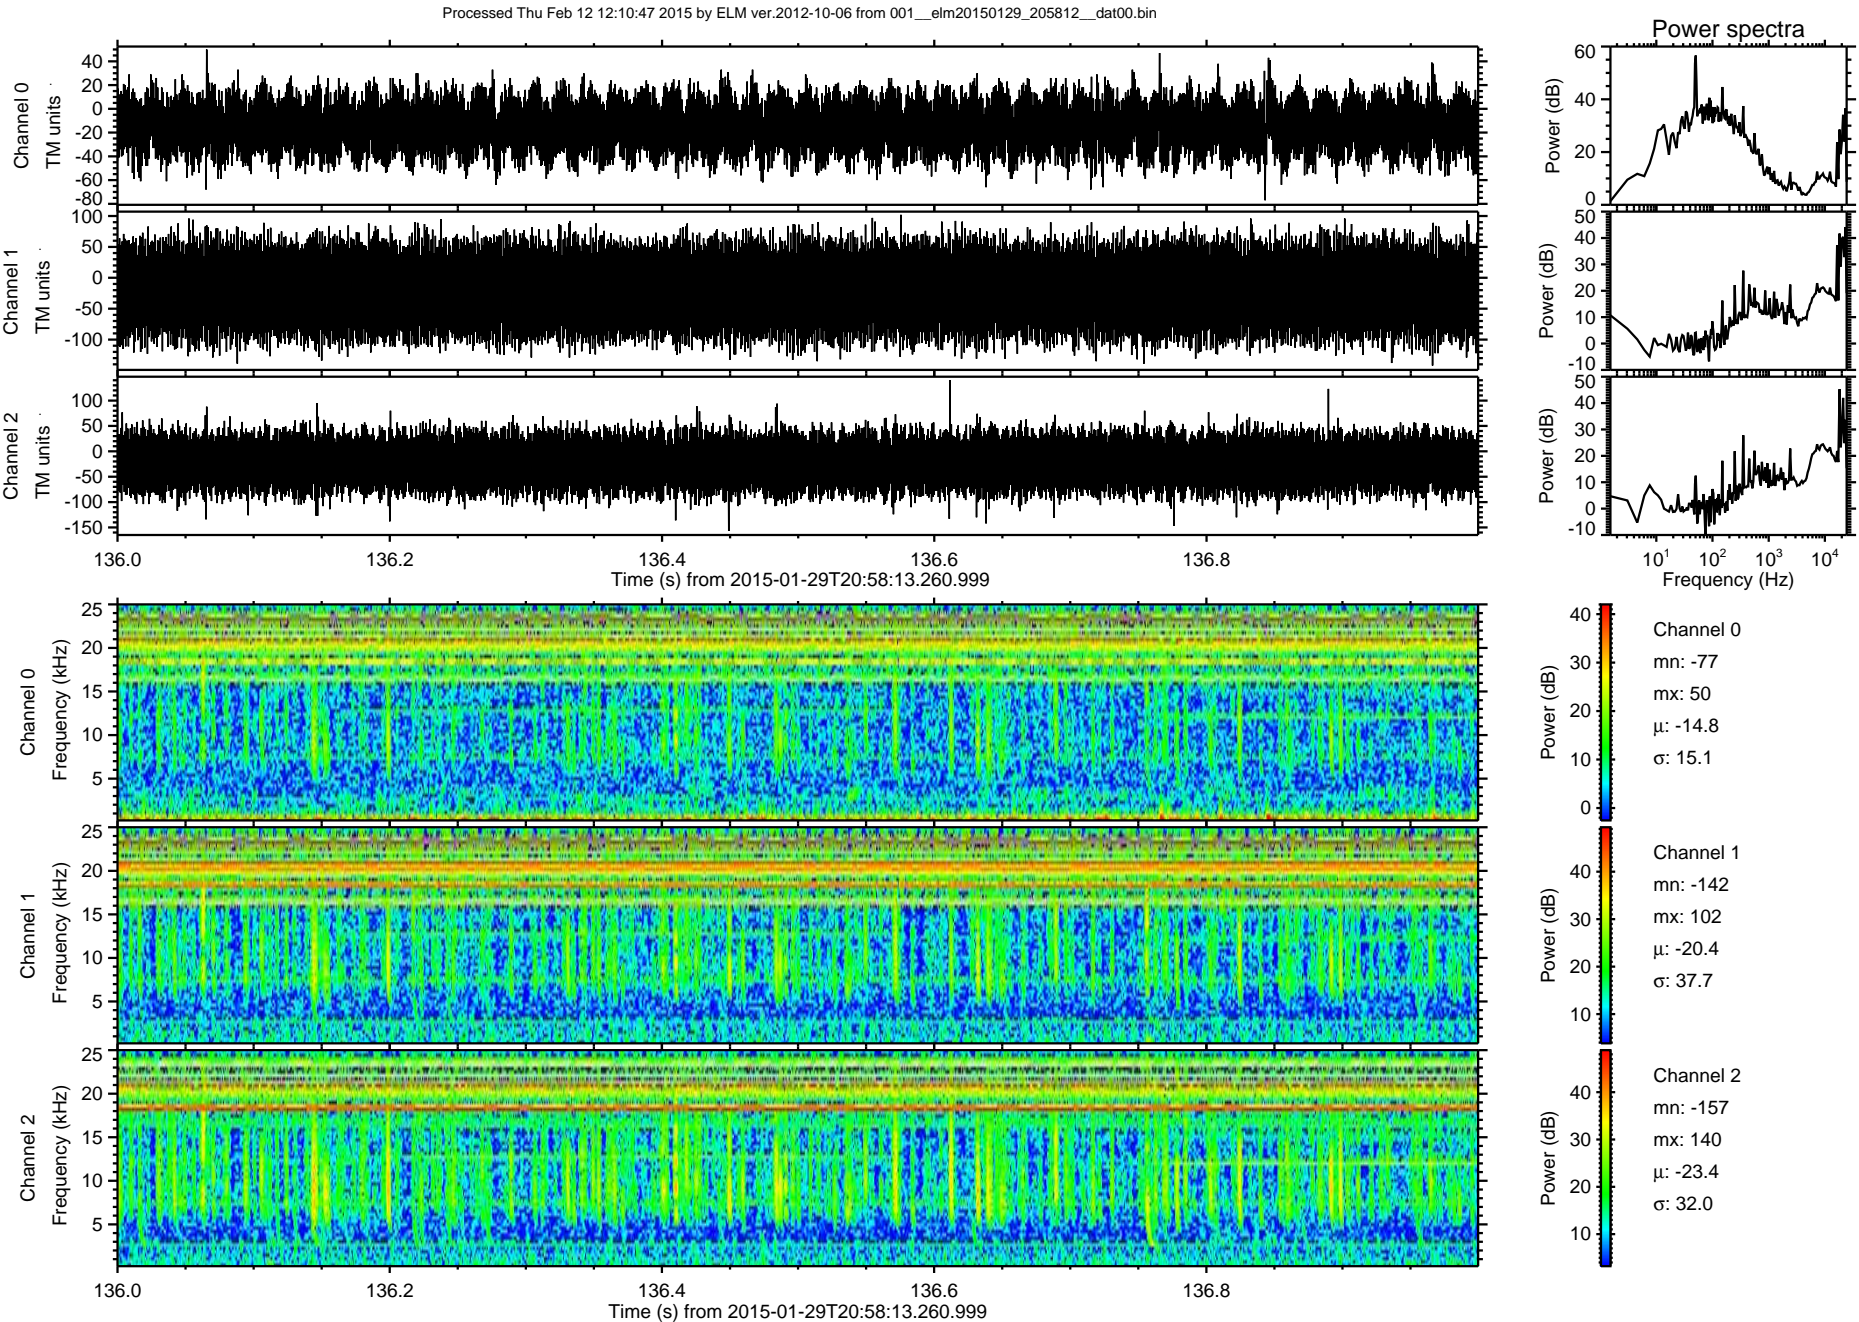 Processed Thu Feb 12 12:10:47 2015 by ELM ver.2012-10-06 from 001__elm20150129_205812__dat00.bin
Power spectra
Channel 0
TM units
40
20
0
-20
-40
-60
-80
Power (dB)
60
40
20
0
Channel 1
TM units
100
50
0
-50
-100
Power (dB)
50
40
30
20
10
0
-10
Channel 2
TM units
100
50
0
-50
-100
-150
Power (dB)
50
40
30
20
10
0
-10
136.0 136.2 136.4 136.6 136.8
Time (s) from 2015-01-29T20:58:13.260.999
10¹ 10² 10³ 10⁴
Frequency (Hz)
Channel 0
Frequency (kHz)
25
20
15
10
5
Power (dB)
40
30
20
10
0
Channel 0
mn: -77
mx: 50
μ: -14.8
σ: 15.1
Channel 1
Frequency (kHz)
25
20
15
10
5
Power (dB)
40
30
20
10
Channel 1
mn: -142
mx: 102
μ: -20.4
σ: 37.7
Channel 2
Frequency (kHz)
25
20
15
10
5
Power (dB)
40
30
20
10
Channel 2
mn: -157
mx: 140
μ: -23.4
σ: 32.0
136.0 136.2 136.4 136.6 136.8
Time (s) from 2015-01-29T20:58:13.260.999